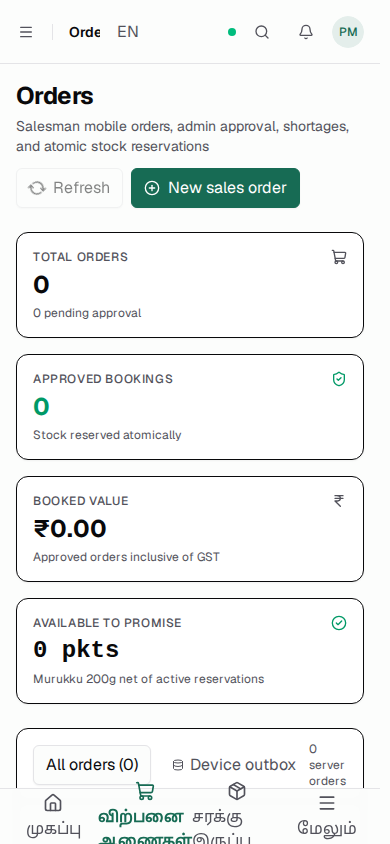 Orde EN PM
Orders
Salesman mobile orders, admin approval, shortages,
and atomic stock reservations
Refresh New sales order
TOTAL ORDERS
0
0 pending approval
APPROVED BOOKINGS
0
Stock reserved atomically
BOOKED VALUE ₹
₹0.00
Approved orders inclusive of GST
AVAILABLE TO PROMISE
0 pkts
Murukku 200g net of active reservations
All orders (0) Device outbox 0
server
orders
முகப்பு விற்பனை சரக்கு மேலும்
ஆணைகள் இருப்பு